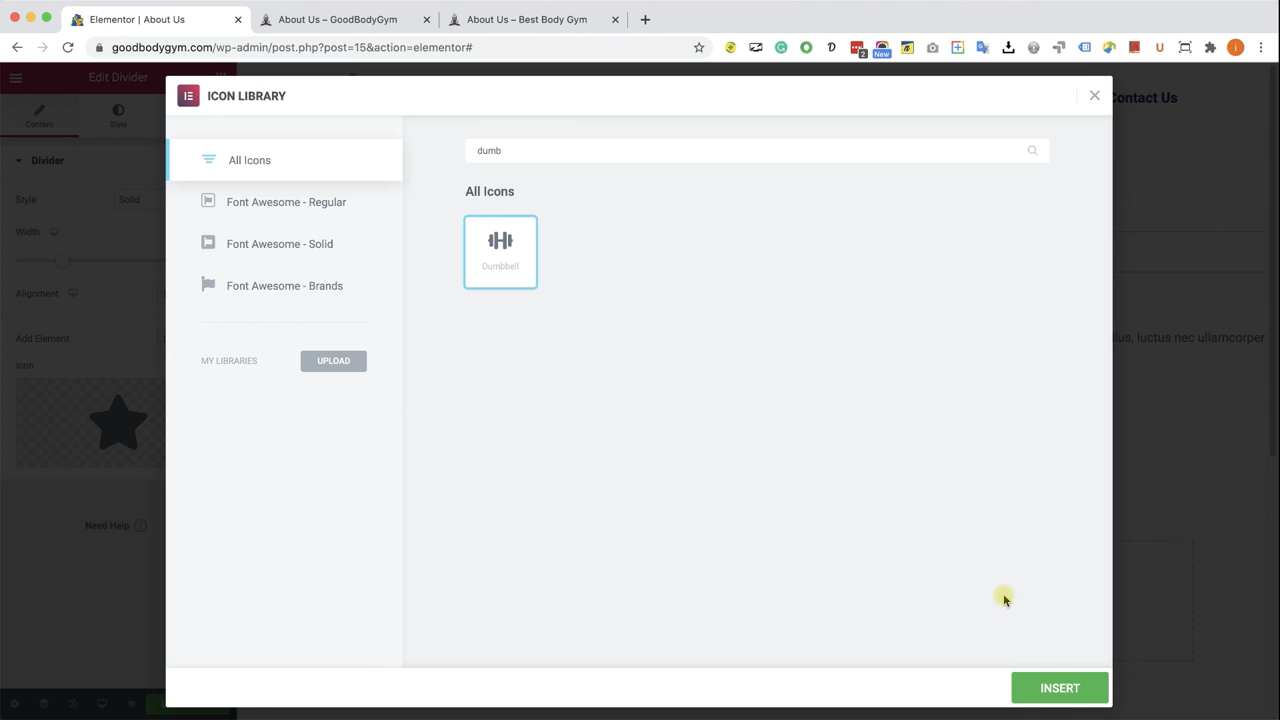 Elementor | About Us
About Us – GoodBodyGym
About Us – Best Body Gym
goodbodygym.com/wp-admin/post.php?post=15&action=elementor#
2
New
Edit Divider
Content
Style
Divider
Style
Solid
Width
Alignment
Add Element
Icon
Need Help
ICON LIBRARY
All Icons
Font Awesome - Regular
Font Awesome - Solid
Font Awesome - Brands
MY LIBRARIES
UPLOAD
dumb
All Icons
Dumbbell
INSERT
Contact Us
llus, luctus nec ullamcorper